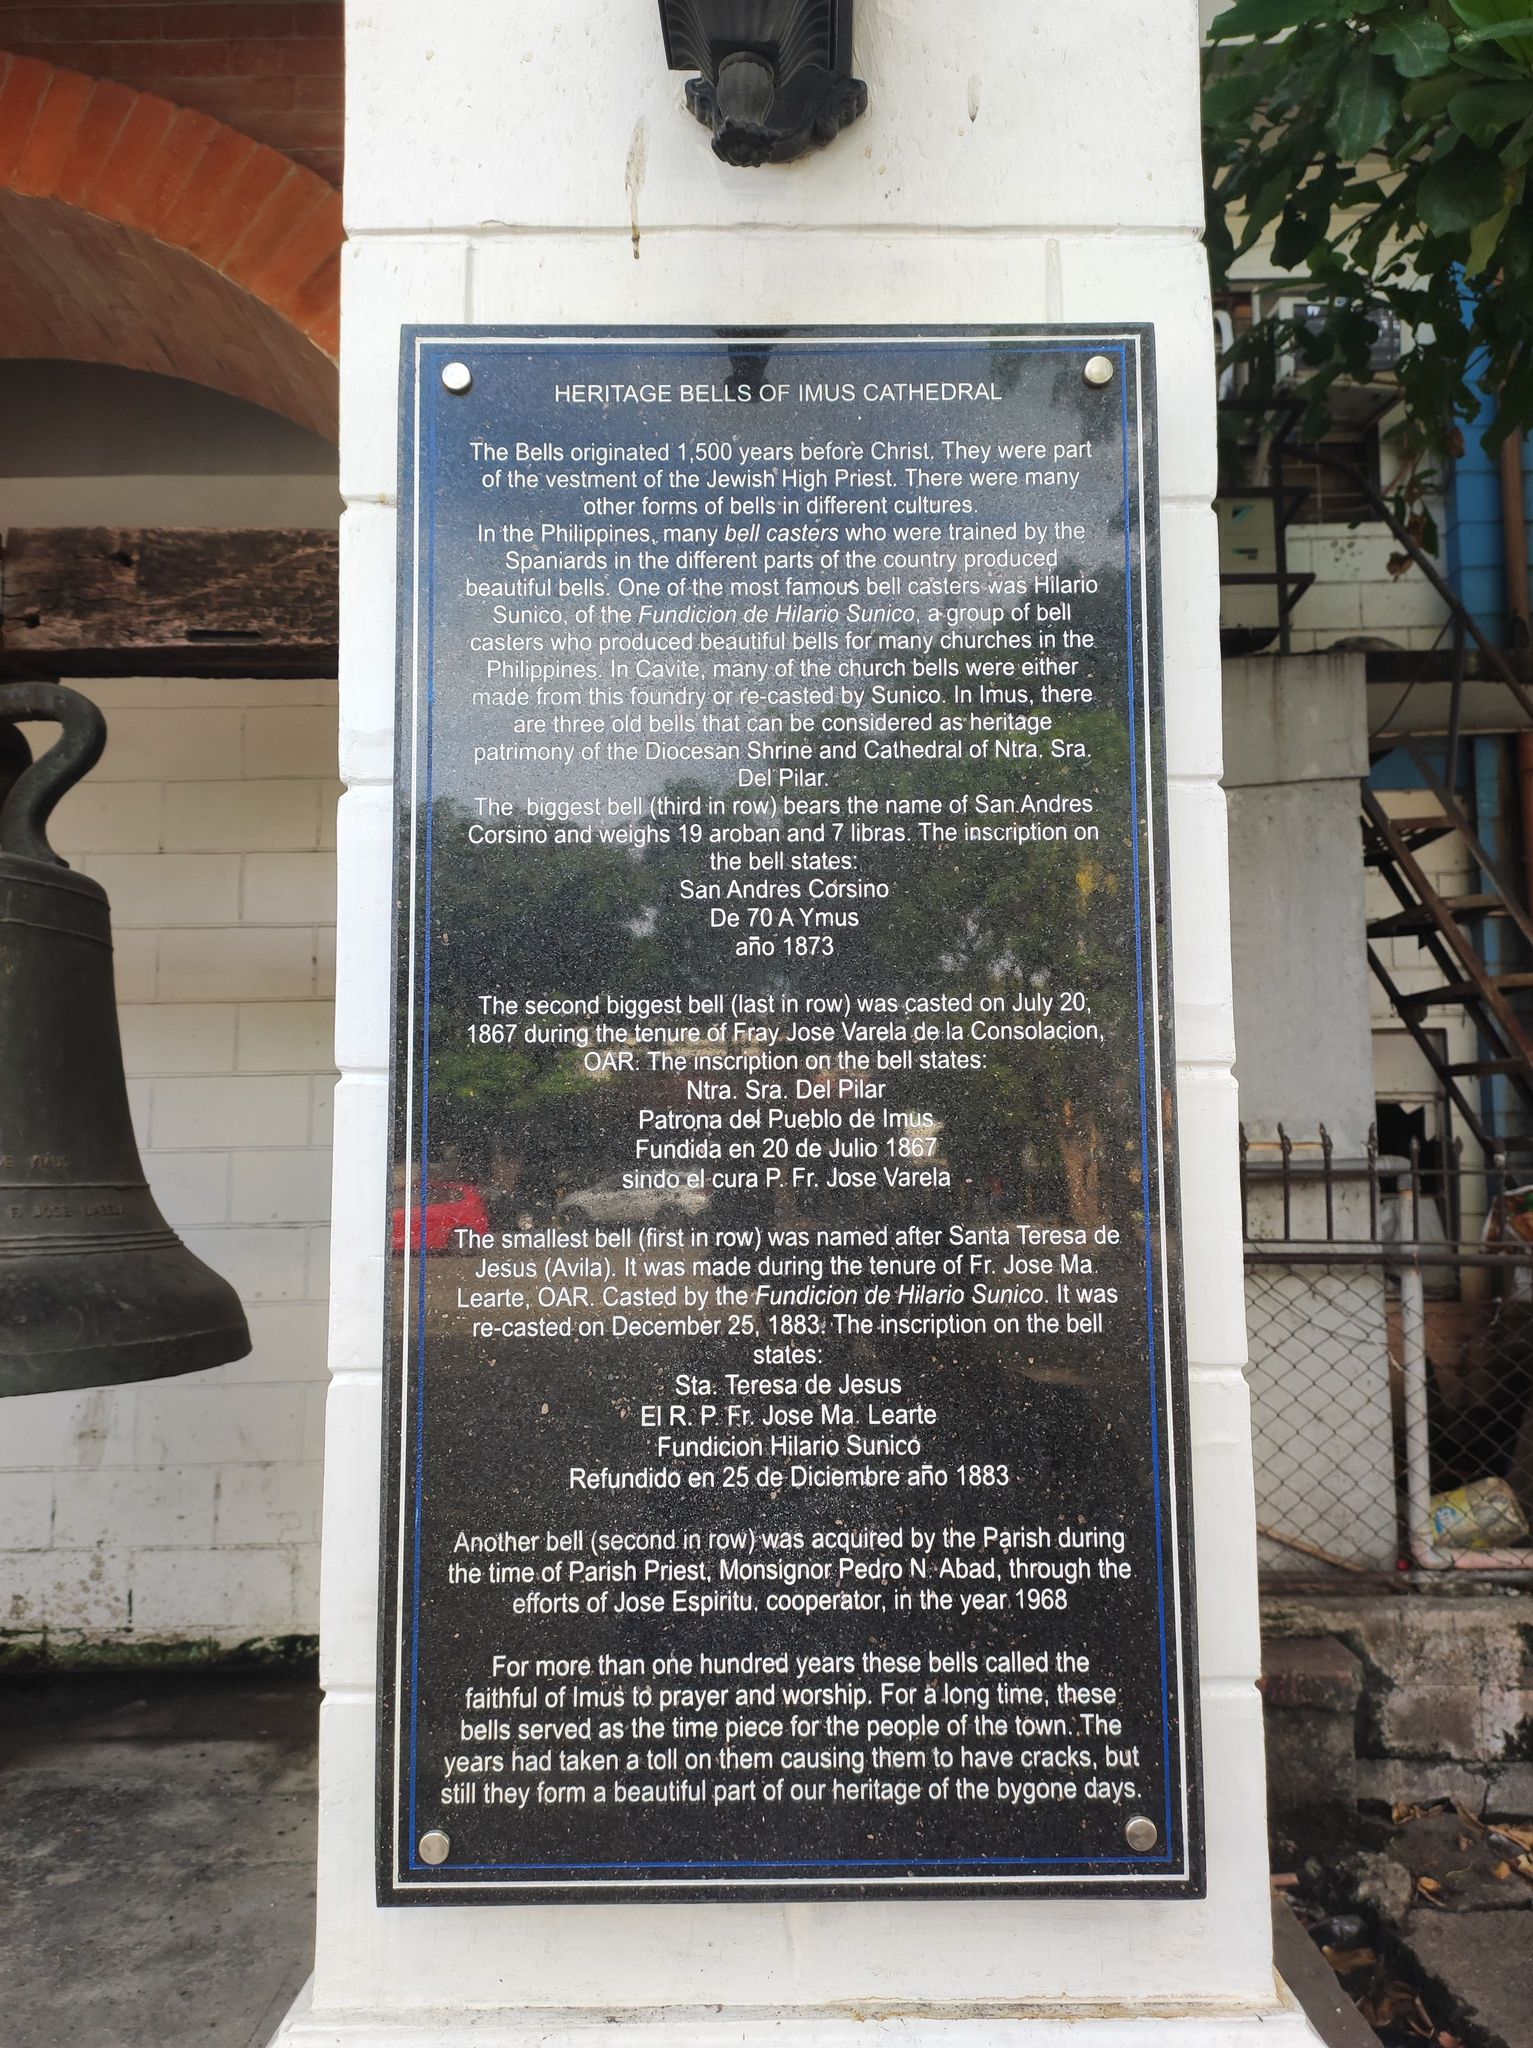 HERITAGE BELLS OF IMUS CATHEDRAL
The Bells originated 1,500 years before Christ. They were part
of the vestment of the Jewish High Priest. There were many
other forms of bells in different cultures.
In the Philippines, many bell casters who were trained by the
Spaniards in the different parts of the country produced
beautiful bells. One of the most famous bell casters was Hilario
Sunico, of the Fundicion de Hilario Sunico, a group of bell
casters who produced beautiful bells for many churches in the
Philippines. In Cavite, many of the church bells were either
made from this foundry or re-casted by Sunico. In Imus, there
are three old bells that can be considered as heritage
patrimony of the Diocesan Shrine and Cathedral of Ntra. Sra.
Del Pilar.
The biggest bell (third in row) bears the name of San Andres
Corsino and weighs 19 aroban and 7 libras. The inscription on
the bell states:
San Andres Corsino
De 70 A Ymus
año 1873
The second biggest bell (last in row) was casted on July 20,
1867 during the tenure of Fray Jose Varela de la Consolacion,
OAR. The inscription on the bell states:
Ntra. Sra. Del Pilar
Patrona del Pueblo de Imus
Fundida en 20 de Julio 1867
sindo el cura P. Fr. Jose Varela
The smallest bell (first in row) was named after Santa Teresa de
Jesus (Avila). It was made during the tenure of Fr. Jose Ma.
Learte, OAR. Casted by the Fundicion de Hilario Sunico. It was
re-casted on December 25, 1883. The inscription on the bell
states:
Sta. Teresa de Jesus
El R. P. Fr. Jose Ma. Learte
Fundicion Hilario Sunico
Refundido en 25 de Diciembre año 1883
Another bell (second in row) was acquired by the Parish during
the time of Parish Priest, Monsignor Pedro N. Abad, through the
efforts of Jose Espiritu, cooperator, in the year 1968
For more than one hundred years these bells called the
faithful of Imus to prayer and worship. For a long time, these
bells served as the time piece for the people of the town. The
years had taken a toll on them causing them to have cracks, but
still they form a beautiful part of our heritage of the bygone days.